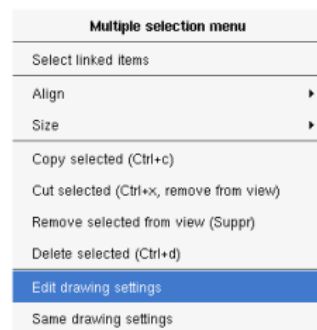 Multiple selection menu
Select linked items
Align
Size
Copy selected (Ctrl+c)
Cut selected (Ctrl+x, remove from view)
Remove selected from view (Suppr)
Delete selected (Ctrl+d)
Edit drawing settings
Same drawing settings